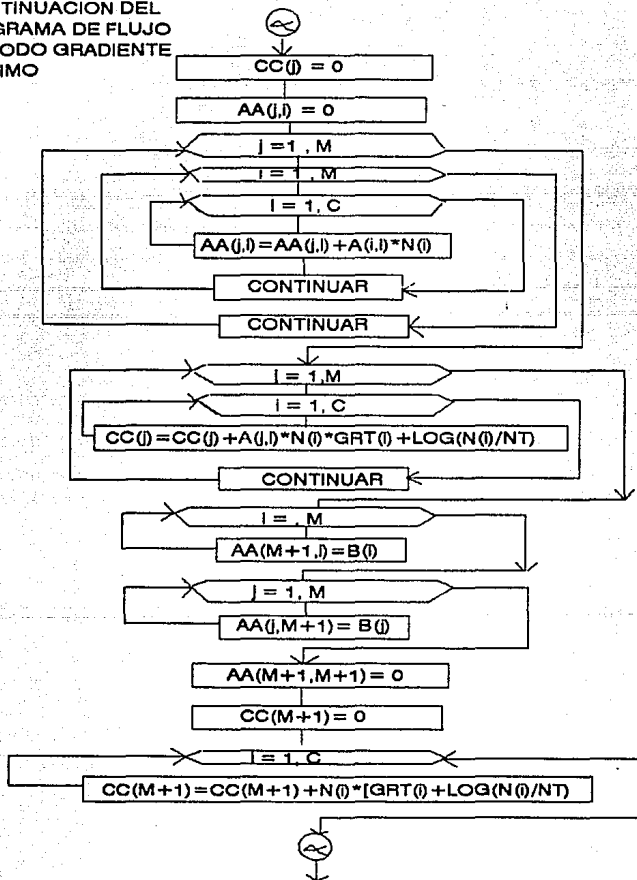 TINUACION DEL
GRAMA DE FLUJO
ODO GRADIENTE
IMO
∝
CC(j) = 0
AA(j,i) = 0
j =1 , M
i = 1 , M
l = 1, C
AA(j,l)=AA(j,l)+A(i,l)*N(i)
CONTINUAR
CONTINUAR
j = 1,M
i = 1, C
CC(j)=CC(j)+A(j,l)*N(i)*GRT(i)+LOG(N(i)/NT)
CONTINUAR
l = , M
AA(M+1,l)=B(l)
j = 1, M
AA(j,M+1)= B(j)
AA(M+1,M+1)= 0
CC(M+1)= 0
l = 1, C
CC(M+1)=CC(M+1)+N(i)*[GRT(i)+LOG(N(i)/NT)
∝